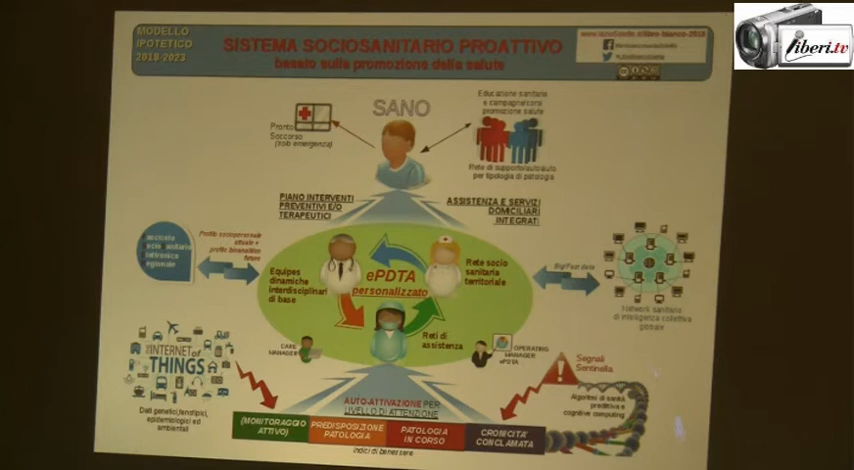 MODELLO
IPOTETICO
2018-2023
SISTEMA SOCIOSANITARIO PROATTIVO
basato sulla promozione della salute
liberi.tv
SANO
Pronto
Soccorso
(rob emergenza)
Educazione sanitaria
e campagne/corsi
promozione salute
Rete di supporto/autoaiuto
per tipologia di patologia
PIANO INTERVENTI
PREVENTIVI E/O
TERAPEUTICI
ASSISTENZA E SERVIZI
DOMICILIARI
INTEGRATI
Profilo sociopersonale
attuale +
profilo
future
Equipes
dinamiche
interdisciplinari
di base
ePDTA
personalizzato
Rete socio
sanitaria
territoriale
Reti di
assistenza
Big/Fast data
Network sanitario
di intelligenza collettiva
globale
CARE
MANAGER
OPERATING
MANAGER
ePDTA
THE INTERNET of
THINGS
Dati genetici, fenotipici,
epidemiologici ed
ambientali
Segnali
Sentinella
Algoritmi di sanità
predittiva e
cognitive computing
AUTO-ATTIVAZIONE PER
LIVELLO DI ATTENZIONE
(MONITORAGGIO
ATTIVO)
PREDISPOSIZIONE
PATOLOGIA
PATOLOGIA
IN CORSO
CRONICITA'
CONCLAMATA
Indici di benessere